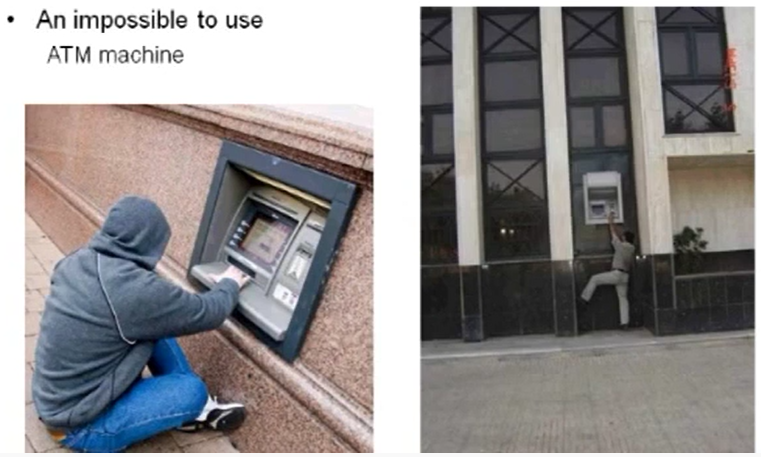 • An impossible to use
ATM machine